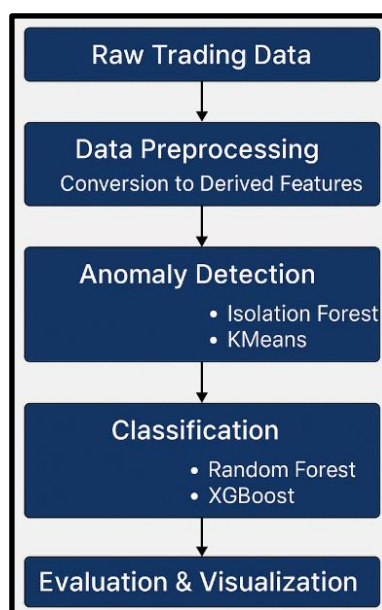 Raw Trading Data
Data Preprocessing
Conversion to Derived Features
Anomaly Detection
• Isolation Forest
• KMeans
Classification
• Random Forest
• XGBoost
Evaluation & Visualization